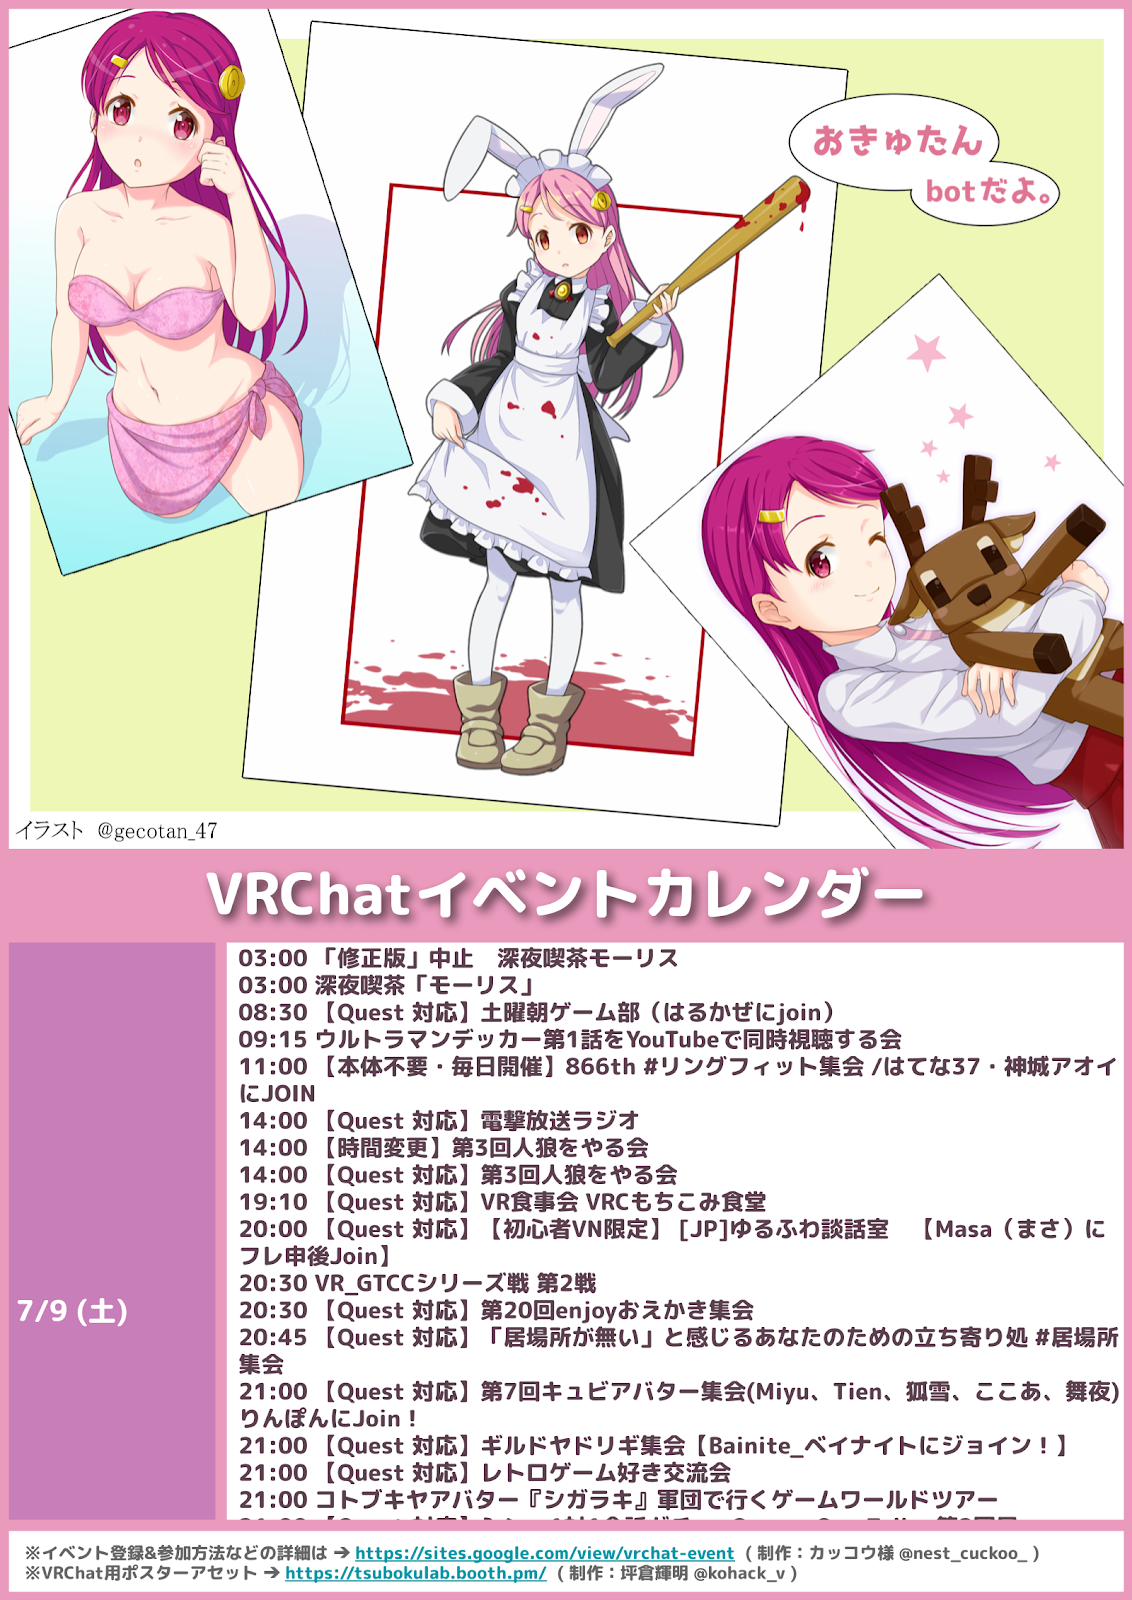 おきゅたん
botだよ。
イラスト @gecotan_47
VRChatイベントカレンダー
7/9 (土)
03:00 「修正版」中止　深夜喫茶モーリス
03:00 深夜喫茶「モーリス」
08:30 【Quest 対応】土曜朝ゲーム部（はるかぜにjoin）
09:15 ウルトラマンデッカー第1話をYouTubeで同時視聴する会
11:00 【本体不要・毎日開催】866th #リングフィット集会 /はてな37・神城アオイ
にJOIN
14:00 【Quest 対応】電撃放送ラジオ
14:00 【時間変更】第3回人狼をやる会
14:00 【Quest 対応】第3回人狼をやる会
19:10 【Quest 対応】VR食事会 VRCもちこみ食堂
20:00 【Quest 対応】【初心者VN限定】 [JP]ゆるふわ談話室　【Masa（まさ）に
フレ申後Join】
20:30 VR_GTCCシリーズ戦 第2戦
20:30 【Quest 対応】第20回enjoyおえかき集会
20:45 【Quest 対応】「居場所が無い」と感じるあなたのための立ち寄り処 #居場所
集会
21:00 【Quest 対応】第7回キュビアバター集会(Miyu、Tien、狐雪、ここあ、舞夜)
りんぽんにJoin！
21:00 【Quest 対応】ギルドヤドリギ集会【Bainite_ベイナイトにジョイン！】
21:00 【Quest 対応】レトロゲーム好き交流会
21:00 コトブキヤアバター『シガラキ』軍団で行くゲームワールドツアー
※イベント登録&参加方法などの詳細は → https://sites.google.com/view/vrchat-event ( 制作：カッコウ様 @nest_cuckoo_ )
※VRChat用ポスターアセット → https://tsubokulab.booth.pm/ ( 制作：坪倉輝明 @kohack_v )